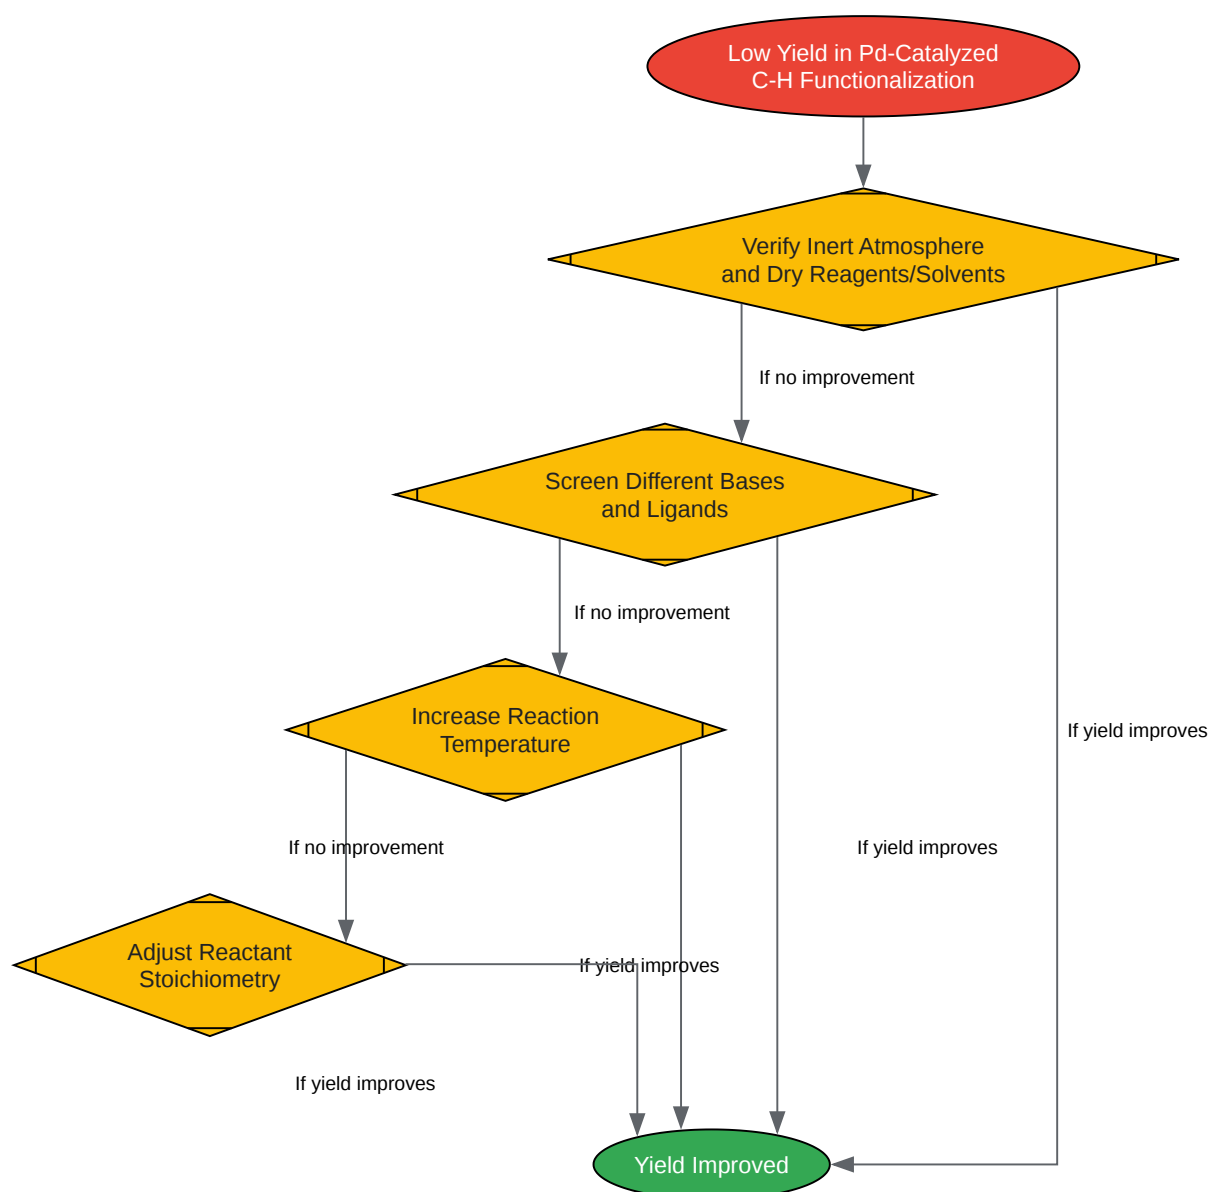 Low Yield in Pd-Catalyzed
C-H Functionalization
Verify Inert Atmosphere
and Dry Reagents/Solvents
If no improvement
Screen Different Bases
and Ligands
If no improvement
Increase Reaction
Temperature
If yield improves
If no improvement
If yield improves
Adjust Reactant
Stoichiometry
If yield improves
If yield improves
Yield Improved